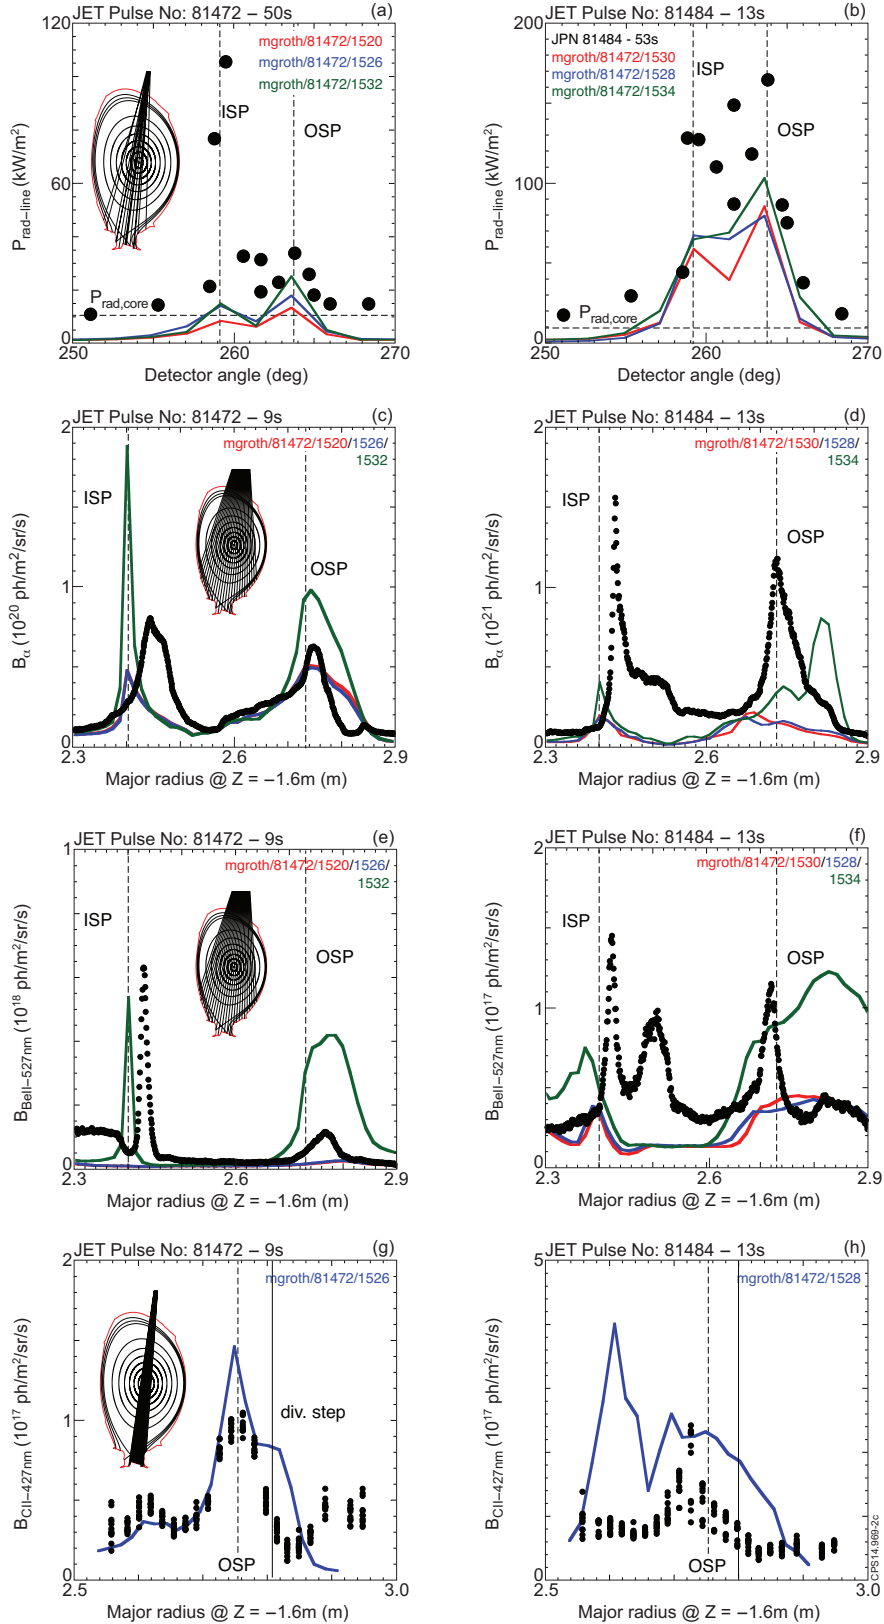 JET Pulse No: 81472 – 50s (a)
120
60
0
mgroth/81472/1520
mgroth/81472/1526
mgroth/81472/1532
ISP
OSP
P rad–line (kW/m²)
P rad,core
250 260 270
Detector angle (deg)
JET Pulse No: 81484 – 13s (b)
200
100
0
JPN 81484 - 53s
mgroth/81472/1530
mgroth/81472/1528
mgroth/81472/1534
ISP
OSP
P rad–line (kW/m²)
P rad,core
250 260 270
Detector angle (deg)
JET Pulse No: 81472 – 9s (c)
2
1
0
mgroth/81472/1520/1526/
1532
ISP
OSP
Bα (10²⁰ ph/m²/sr/s)
2.3 2.6 2.9
Major radius @ Z = −1.6m (m)
JET Pulse No: 81484 – 13s (d)
2
1
0
mgroth/81472/1530/1528/
1534
ISP
OSP
Bα (10²¹ ph/m²/sr/s)
2.3 2.6 2.9
Major radius @ Z = −1.6m (m)
JET Pulse No: 81472 – 9s (e)
1
0
mgroth/81472/1520/1526/
1532
ISP
OSP
B BeII–527nm (10¹⁸ ph/m²/sr/s)
2.3 2.6 2.9
Major radius @ Z = −1.6m (m)
JET Pulse No: 81484 – 13s (f)
2
1
0
mgroth/81472/1530/1528/
1534
ISP
OSP
B BeII–527nm (10¹⁷ ph/m²/sr/s)
2.3 2.6 2.9
Major radius @ Z = −1.6m (m)
JET Pulse No: 81472 – 9s (g)
2
1
0
mgroth/81472/1526
div. step
OSP
B CII–427nm (10¹⁷ ph/m²/sr/s)
2.5 3.0
Major radius @ Z = −1.6m (m)
JET Pulse No: 81484 – 13s (h)
5
0
mgroth/81472/1528
OSP
B CII–427nm (10¹⁷ ph/m²/sr/s)
2.5 3.0
Major radius @ Z = −1.6m (m)
CPS14.969-2c